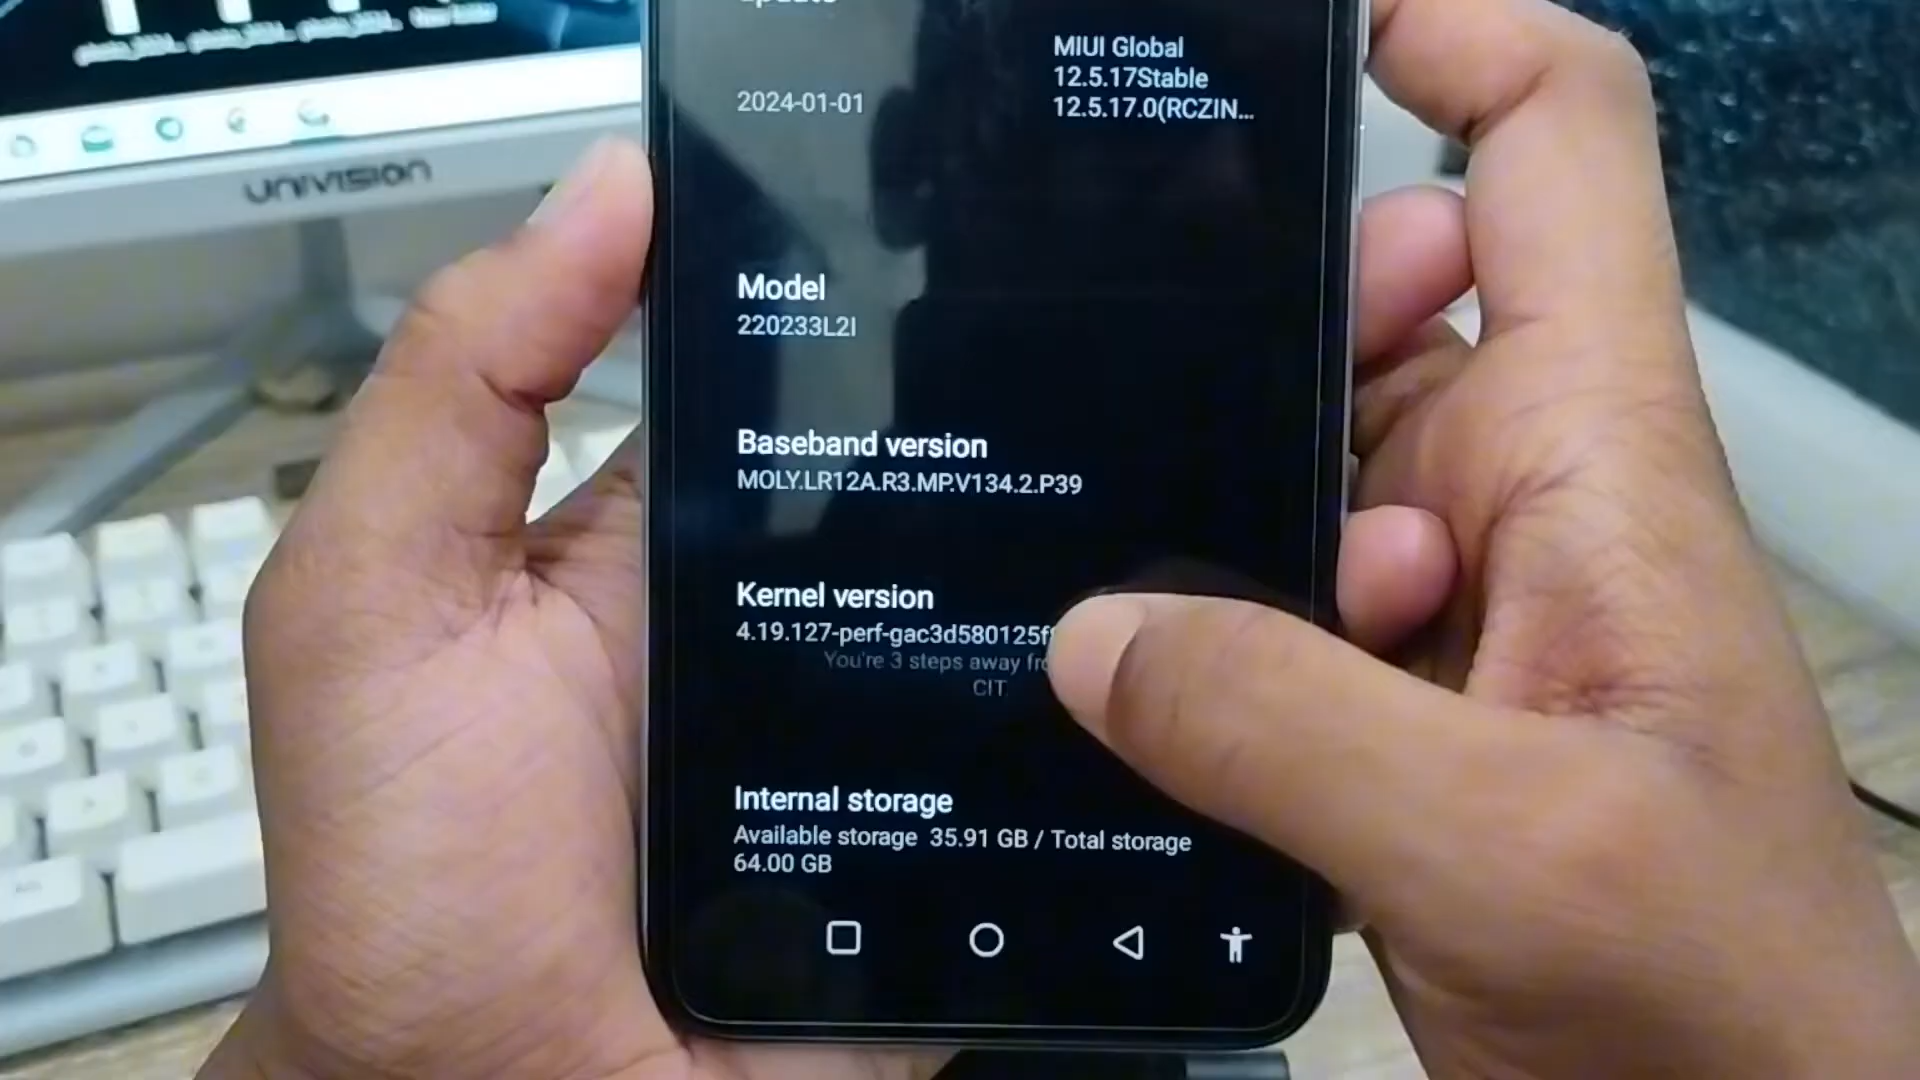 update
MIUI Global
12.5.17Stable
2024-01-01
12.5.17.0(RCZIN...
UNIVISION
Model
220233L2I
Baseband version
MOLY.LR12A.R3.MP.V134.2.P39
Kernel version
4.19.127-perf-gac3d580125f
You're 3 steps away
CIT
Internal storage
Available storage 35.91 GB / Total storage
64.00 GB